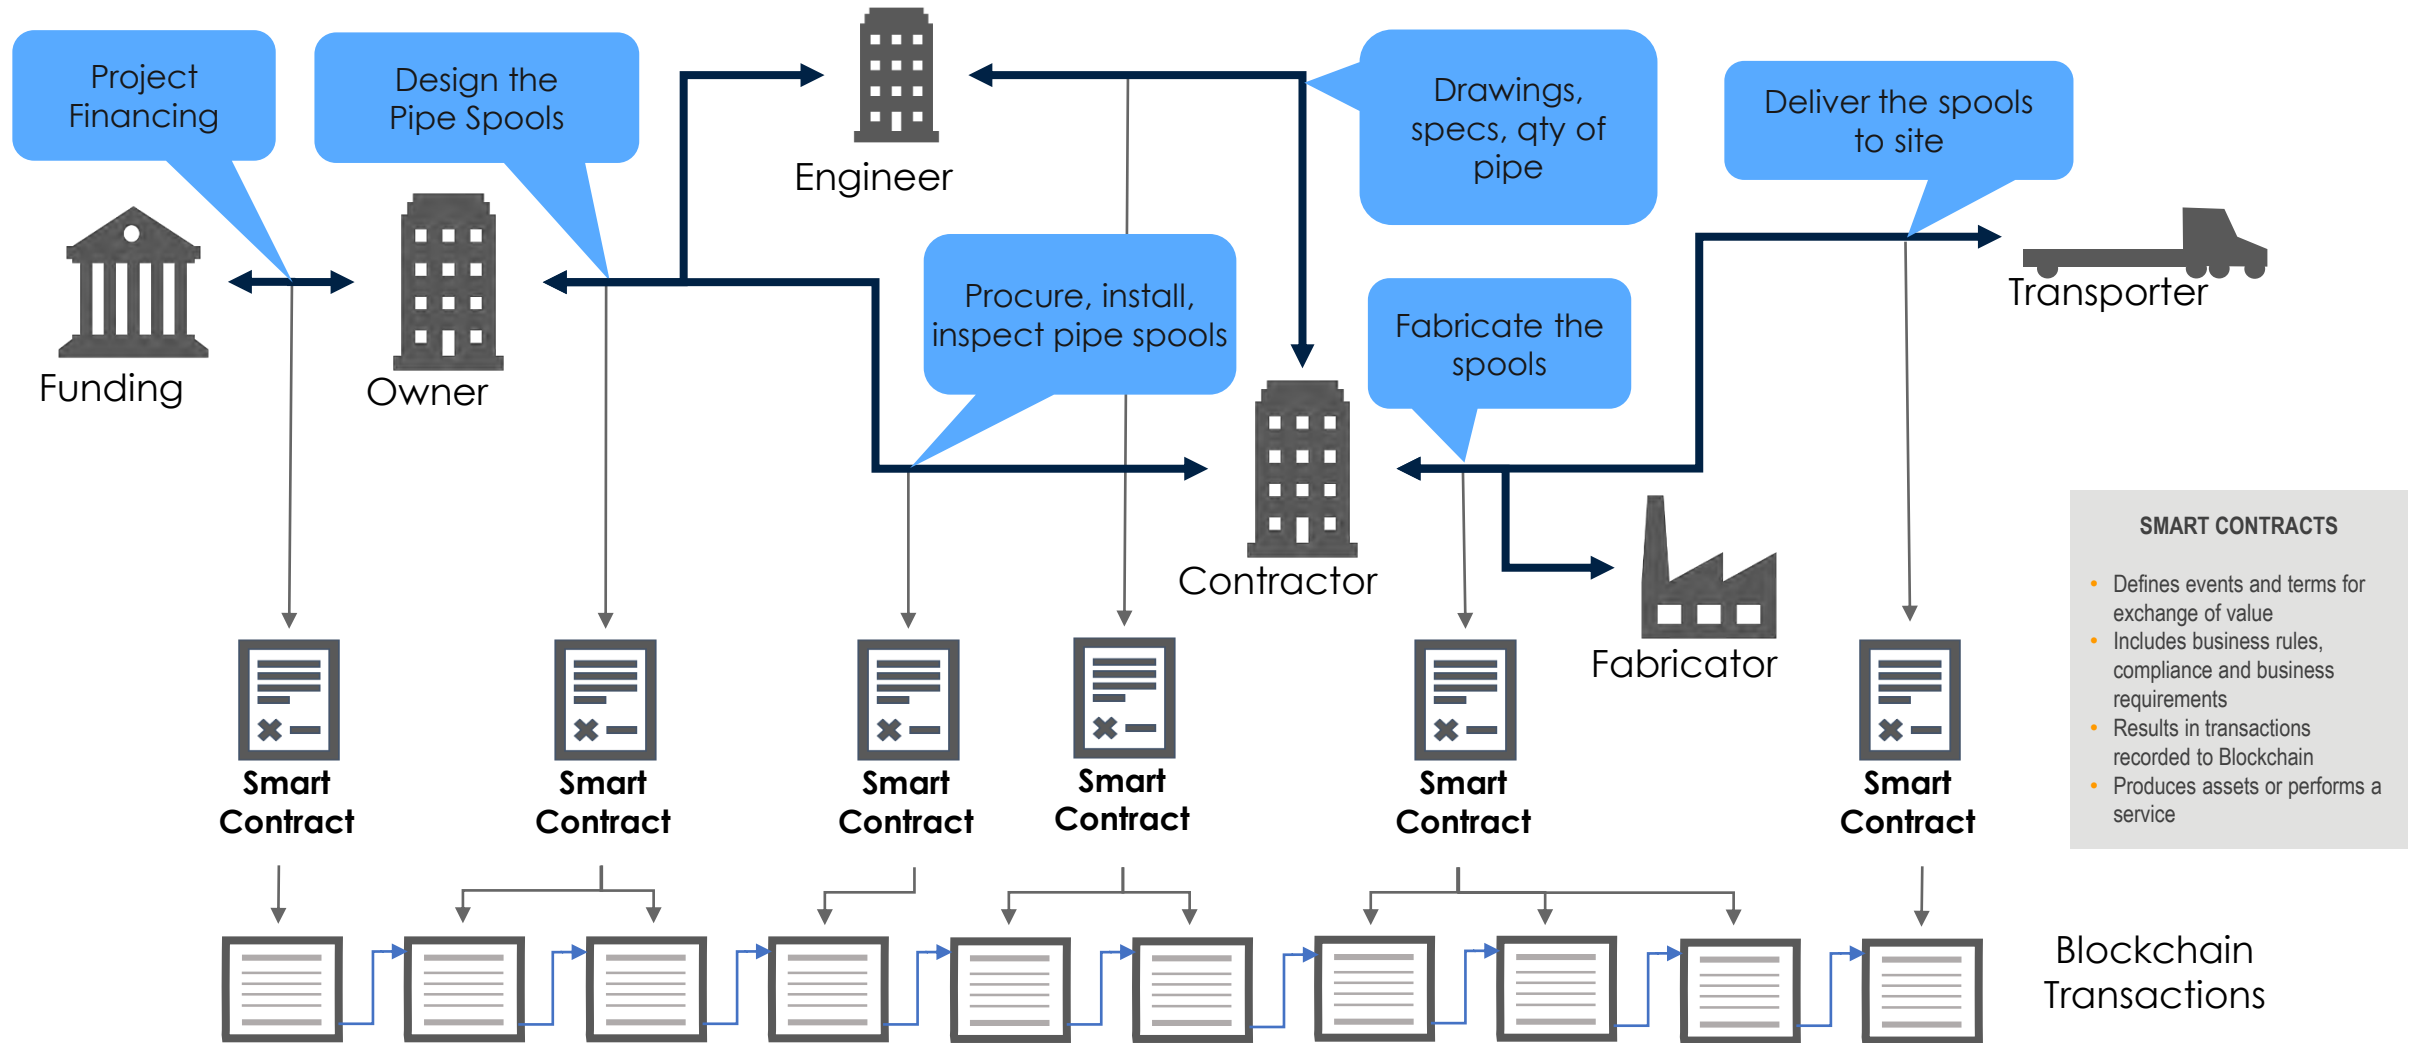 Project
Financing
Design the
Pipe Spools
Engineer
Drawings,
specs, qty of
pipe
Deliver the spools
to site
Funding
Owner
Procure, install,
inspect pipe spools
Contractor
Fabricate the
spools
Transporter
Fabricator
SMART CONTRACTS
• Defines events and terms for
exchange of value
• Includes business rules,
compliance and business
requirements
• Results in transactions
recorded to Blockchain
• Produces assets or performs a
service
Smart
Contract
Smart
Contract
Smart
Contract
Smart
Contract
Smart
Contract
Smart
Contract
Blockchain
Transactions